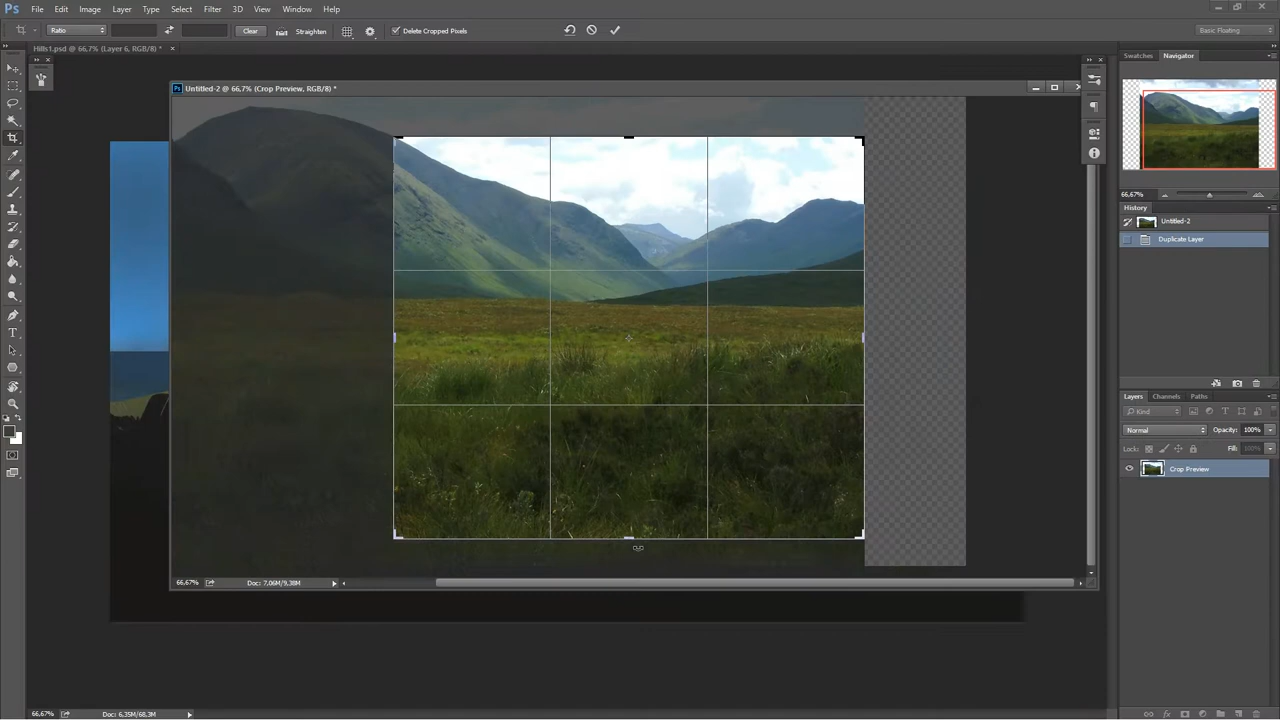 Ps File Edit Image Layer Type Select Filter 3D View Window Help
Ratio Clear Straighten Delete Cropped Pixels Basic Floating
Hills1.psd @ 66,7% (Layer 6, RGB/8) *
Swatches Navigator
Untitled-2 @ 66,7% (Crop Preview, RGB/8) *
66,67%
History
Untitled-2
Duplicate Layer
Layers Channels Paths
Kind
Normal Opacity: 100%
Lock: Fill: 100%
Crop Preview
66,67% Doc: 7,06M/9,38M
66,67% Doc: 6,35M/68,3M